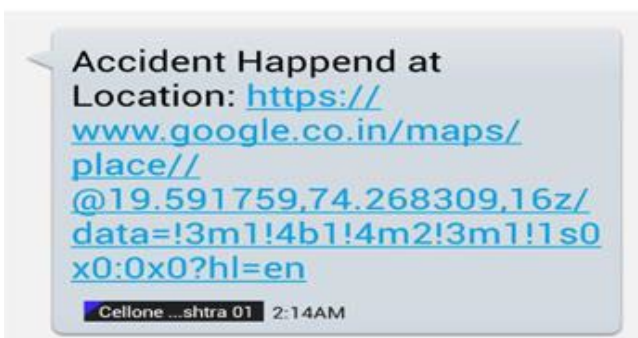 Accident Happend at
Location: https://
www.google.co.in/maps/
place//
@19.591759,74.268309,16z/
data=!3m1!4b1!4m2!3m1!1s0
x0:0x0?hl=en
Cellone ...shtra 01 2:14AM